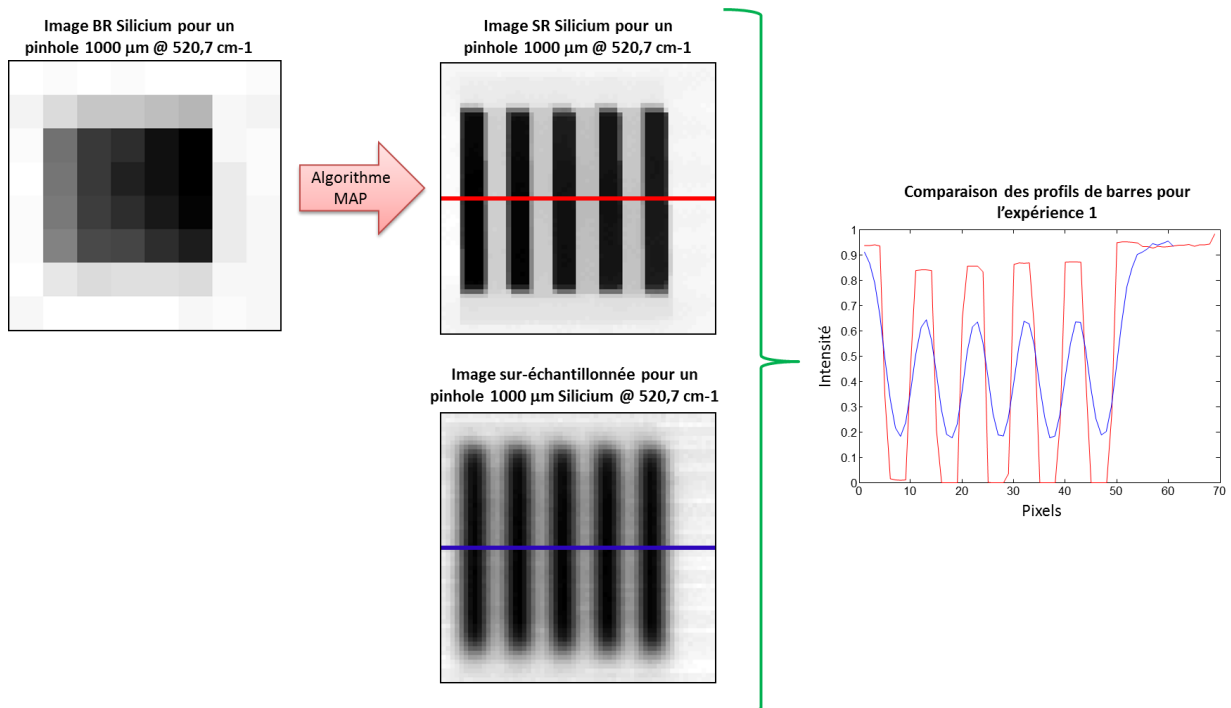 Image BR Silicium pour un
pinhole 1000 µm @ 520,7 cm-1
Image SR Silicium pour un
pinhole 1000 µm @ 520,7 cm-1
Algorithme
MAP
Image sur-échantillonnée pour un
pinhole 1000 µm Silicium @ 520,7 cm-1
Comparaison des profils de barres pour
l'expérience 1
Intensité
1
0.9
0.8
0.7
0.6
0.5
0.4
0.3
0.2
0.1
0
0 10 20 30 40 50 60 70
Pixels